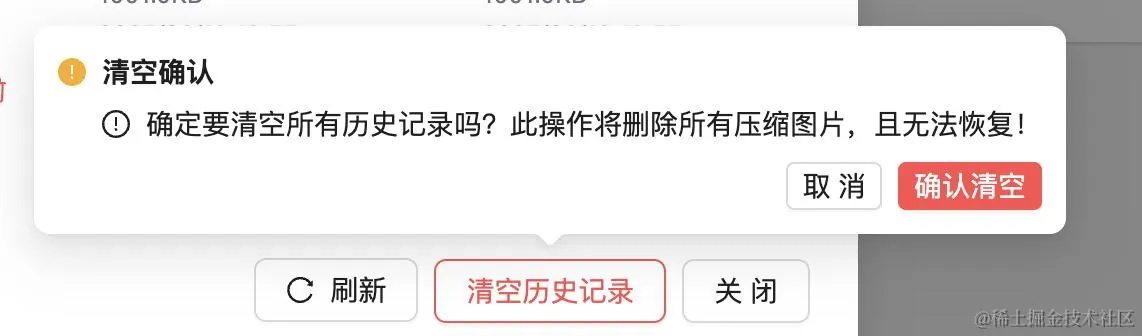 清空确认
确定要清空所有历史记录吗？此操作将删除所有压缩图片，且无法恢复！
取 消
确认清空
刷新
清空历史记录
关 闭
@稀土掘金技术社区